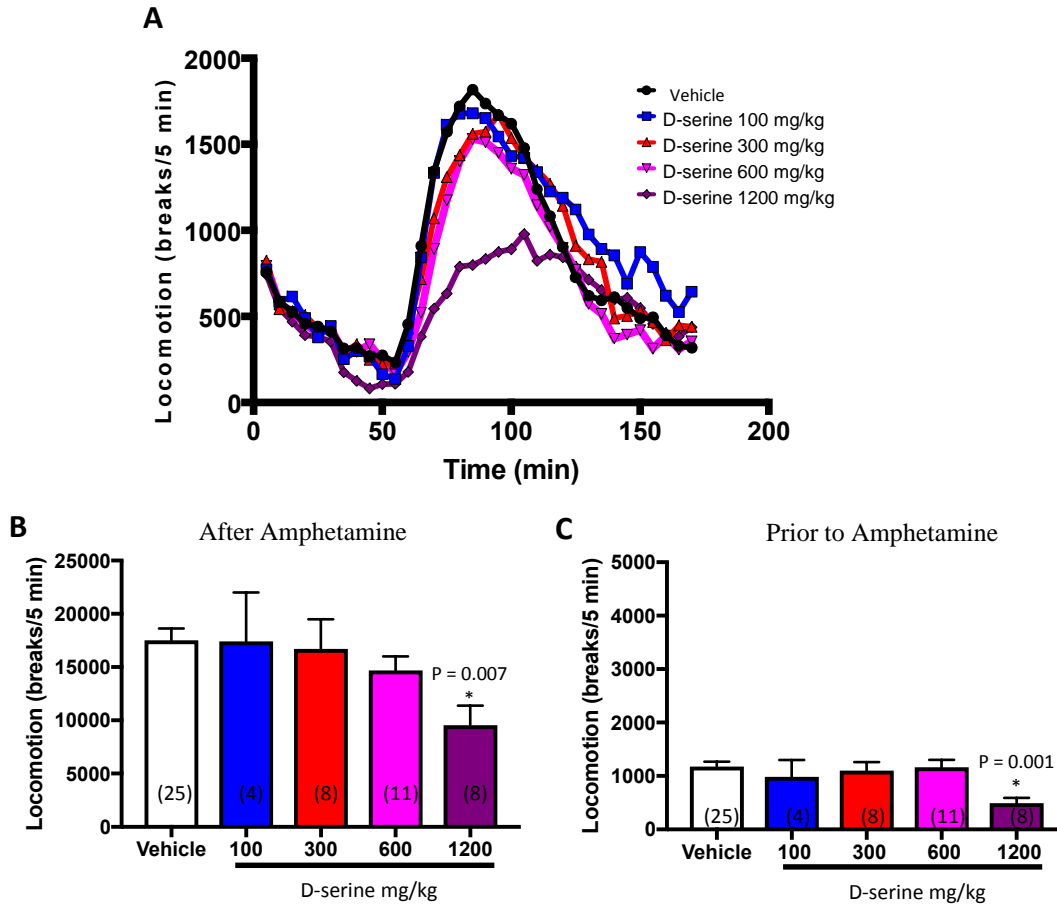 A
Locomotion (breaks/5 min)
2000
1500
1000
500
0
0 50 100 150 200
Time (min)
Vehicle
D-serine 100 mg/kg
D-serine 300 mg/kg
D-serine 600 mg/kg
D-serine 1200 mg/kg
B
After Amphetamine
Locomotion (breaks/5 min)
25000
20000
15000
10000
5000
0
P = 0.007
*
(25) (4) (8) (11) (8)
Vehicle 100 300 600 1200
D-serine mg/kg
C
Prior to Amphetamine
Locomotion (breaks/5 min)
5000
4000
3000
2000
1000
0
P = 0.001
*
(25) (4) (8) (11) (8)
Vehicle 100 300 600 1200
D-serine mg/kg